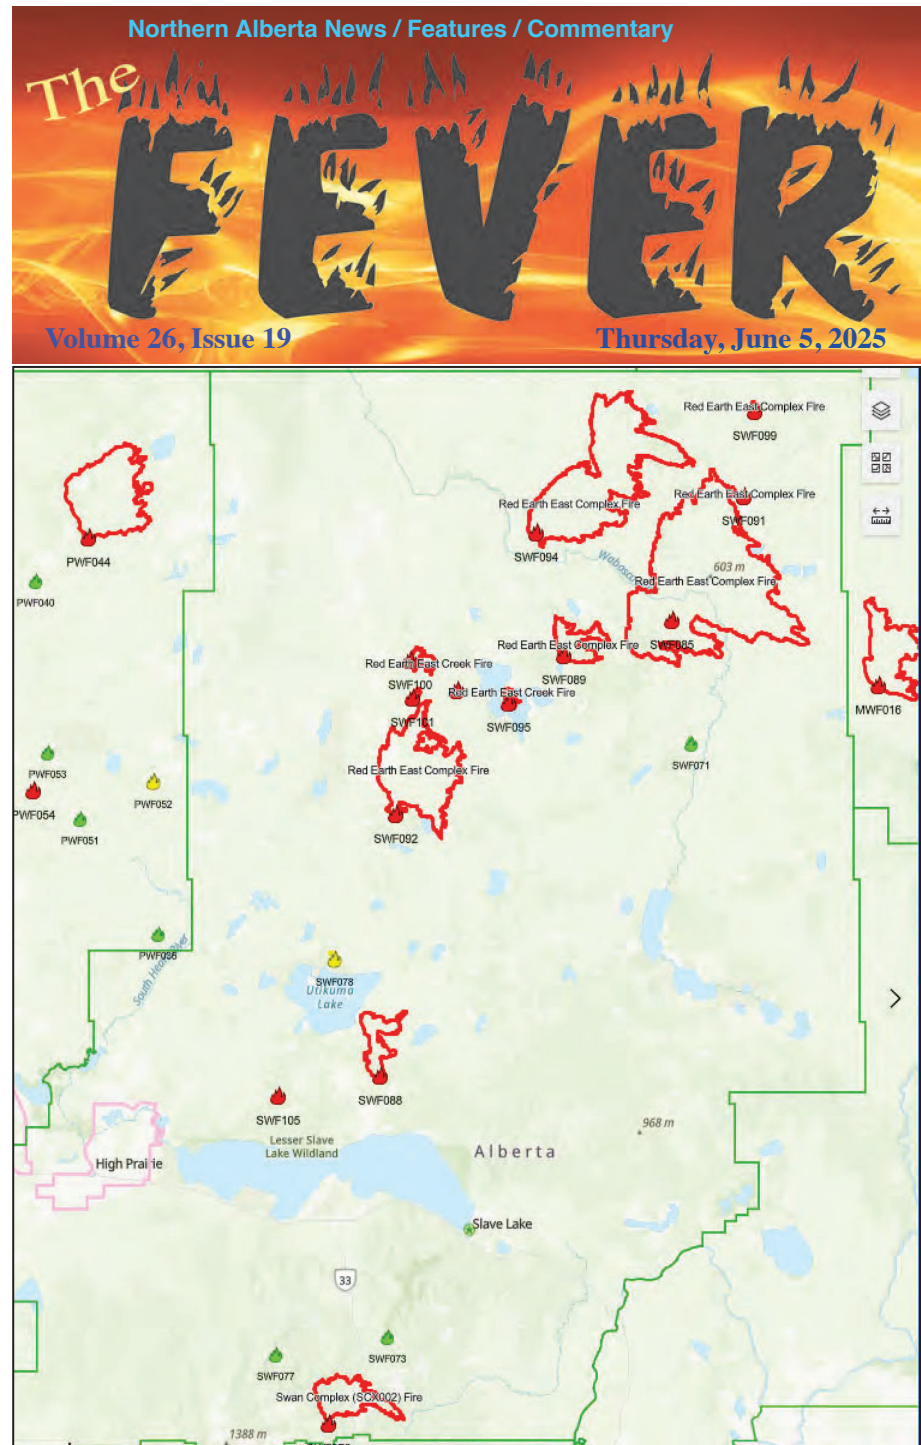 Northern Alberta News / Features / Commentary
The
FEVER
Volume 26, Issue 19
Thursday, June 5, 2025
Red Earth East Complex Fire
SWF099
PWF044
Red Earth East Complex Fire
SWF094
Red Earth East Complex Fire
SWF091
603 m
PWF040
Red Earth East Complex Fire
SWF085
Red Earth East Complex Fire
SWF089
MWF016
Red Earth East Creek Fire
SWF100
Red Earth East Creek Fire
SWF101
SWF095
SWF071
Red Earth East Complex Fire
SWF092
PWF053
PWF054
PWF052
PWF051
PWF036
South Heart River
SWF078
Utikuma
Lake
SWF088
SWF105
968 m
Lesser Slave
Lake Wildland
Alberta
High Prairie
Slave Lake
33
SWF077
SWF073
Swan Complex (SCX002) Fire
1388 m